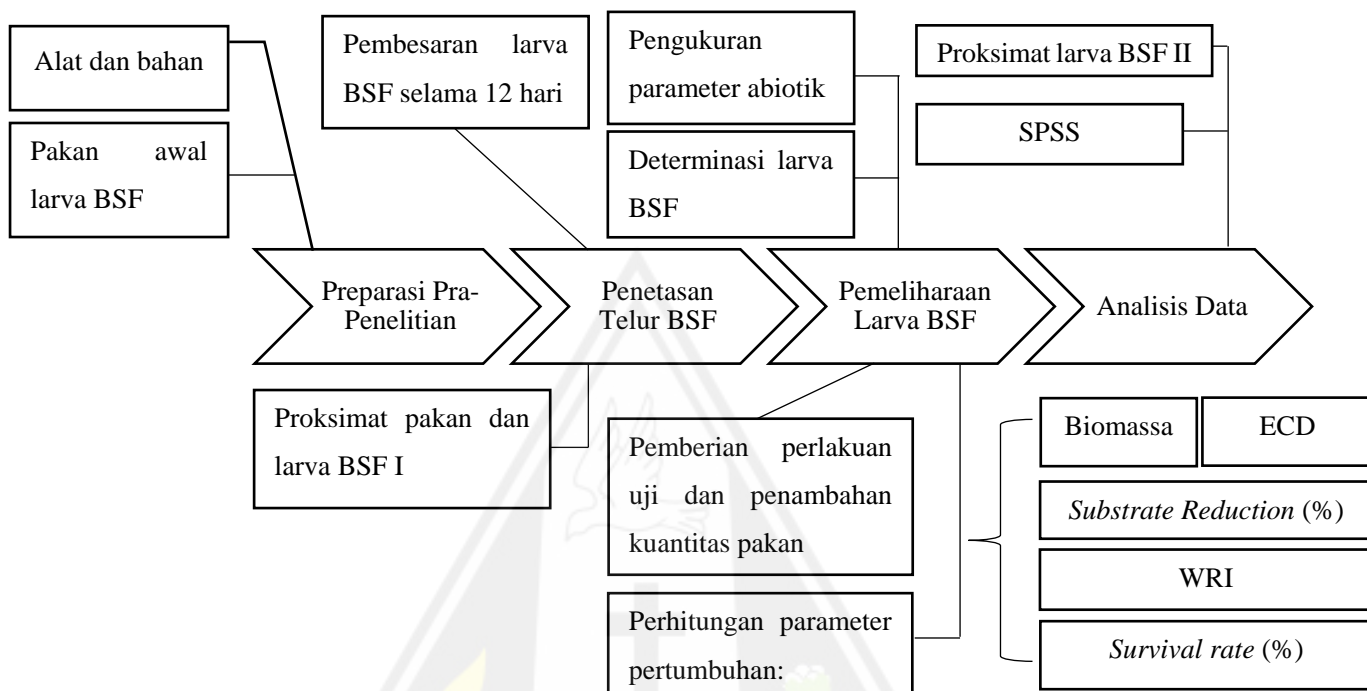 Alat dan bahan
Pakan awal
larva BSF
Pembesaran larva
BSF selama 12 hari
Pengukuran
parameter abiotik
Determinasi larva
BSF
Proksimat larva BSF II
SPSS
Preparasi Pra-
Penelitian
Penetasan
Telur BSF
Pemeliharaan
Larva BSF
Analisis Data
Proksimat pakan dan
larva BSF I
Pemberian perlakuan
uji dan penambahan
kuantitas pakan
Perhitungan parameter
pertumbuhan:
Biomassa
ECD
Substrate Reduction (%)
WRI
Survival rate (%)